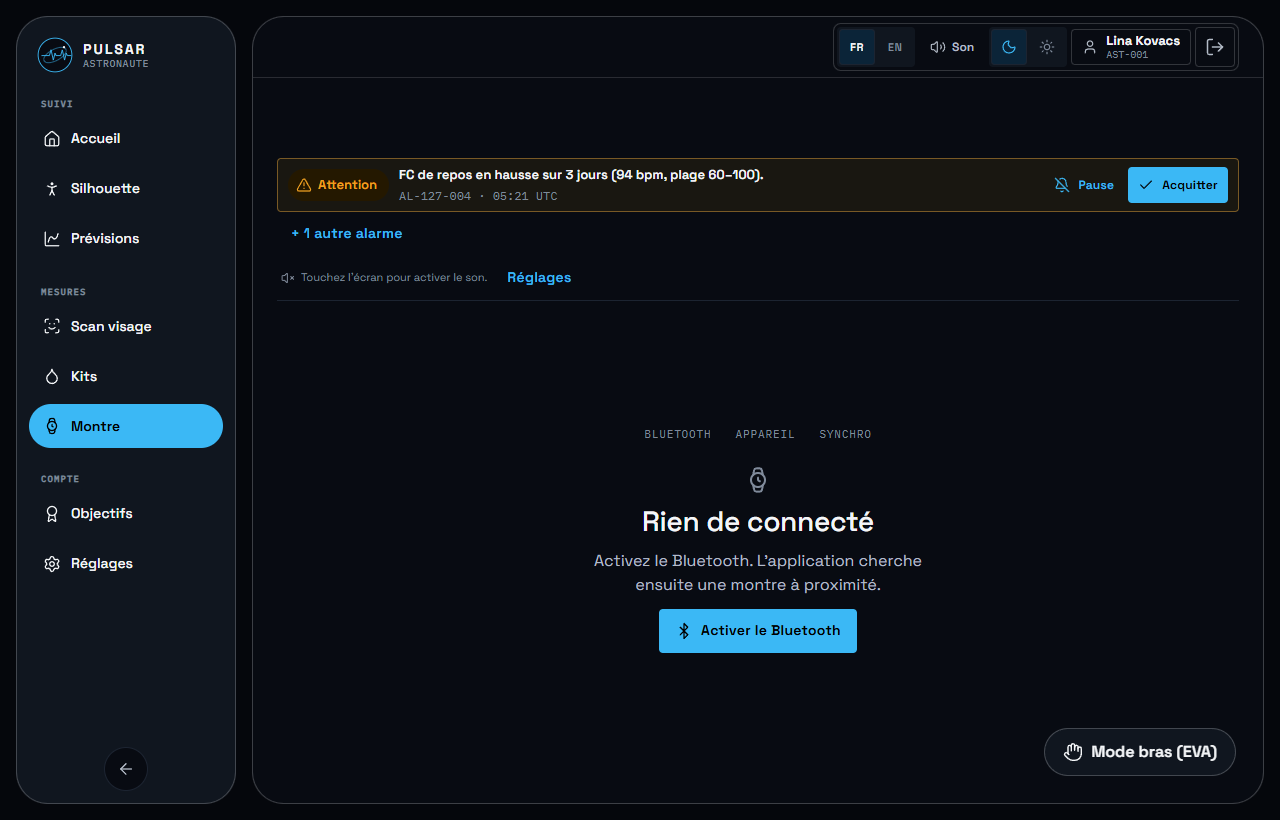 PULSAR
ASTRONAUTE
SUIVI
Accueil
Silhouette
Prévisions
MESURES
Scan visage
Kits
Montre
COMPTE
Objectifs
Réglages
FR
EN
Son
Lina Kovacs
AST-001
Attention
FC de repos en hausse sur 3 jours (94 bpm, plage 60–100).
AL-127-004 · 05:21 UTC
Pause
Acquitter
+ 1 autre alarme
Touchez l'écran pour activer le son.
Réglages
BLUETOOTH APPAREIL SYNCHRO
Rien de connecté
Activez le Bluetooth. L'application cherche
ensuite une montre à proximité.
Activer le Bluetooth
Mode bras (EVA)